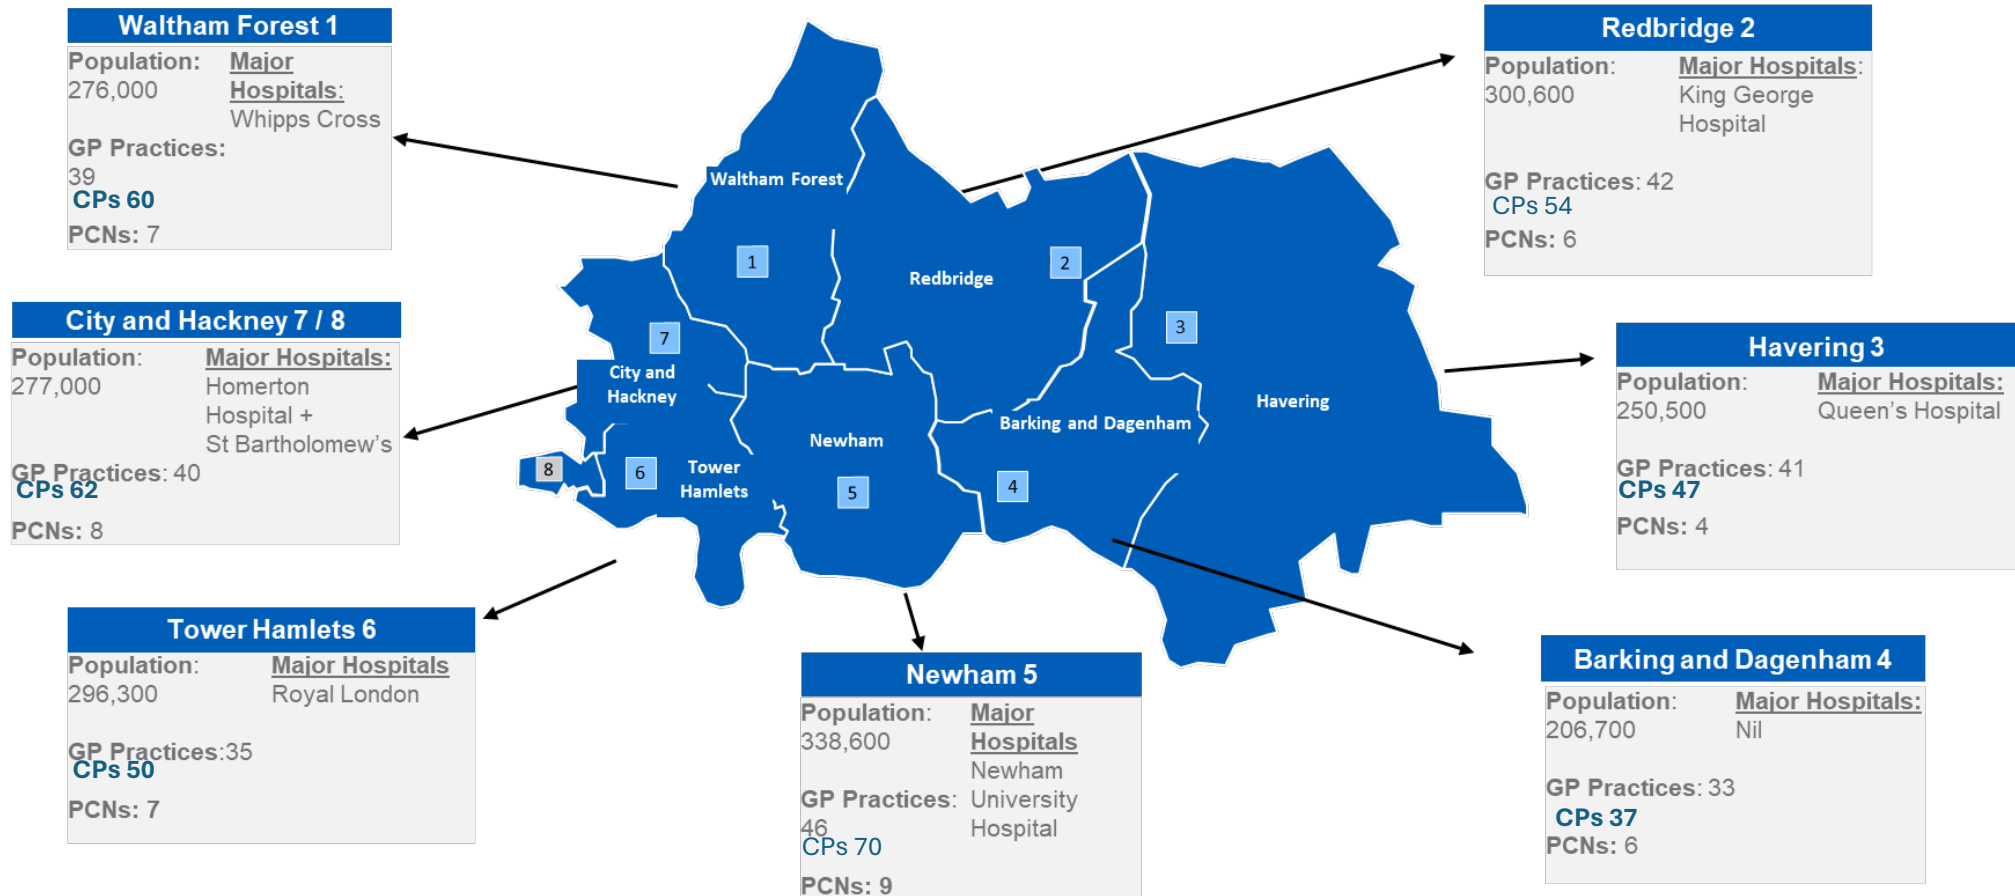 Waltham Forest 1
Population:
276,000
Major
Hospitals:
Whipps Cross
GP Practices:
39
CPs 60
PCNs: 7
Redbridge 2
Population:
300,600
Major Hospitals:
King George
Hospital
GP Practices: 42
CPs 54
PCNs: 6
City and Hackney 7 / 8
Population:
277,000
Major Hospitals:
Homerton
Hospital +
St Bartholomew's
GP Practices: 40
CPs 62
PCNs: 8
Havering 3
Population:
250,500
Major Hospitals:
Queen's Hospital
GP Practices: 41
CPs 47
PCNs: 4
Tower Hamlets 6
Population:
296,300
Major Hospitals
Royal London
GP Practices:35
CPs 50
PCNs: 7
Newham 5
Population:
338,600
Major
Hospitals
Newham
University
Hospital
GP Practices:
46
CPs 70
PCNs: 9
Barking and Dagenham 4
Population:
206,700
Major Hospitals:
Nil
GP Practices: 33
CPs 37
PCNs: 6
Waltham Forest
1
Redbridge
2
3
Havering
7
City and
Hackney
Barking and Dagenham
4
Newham
5
Tower
Hamlets
6
8